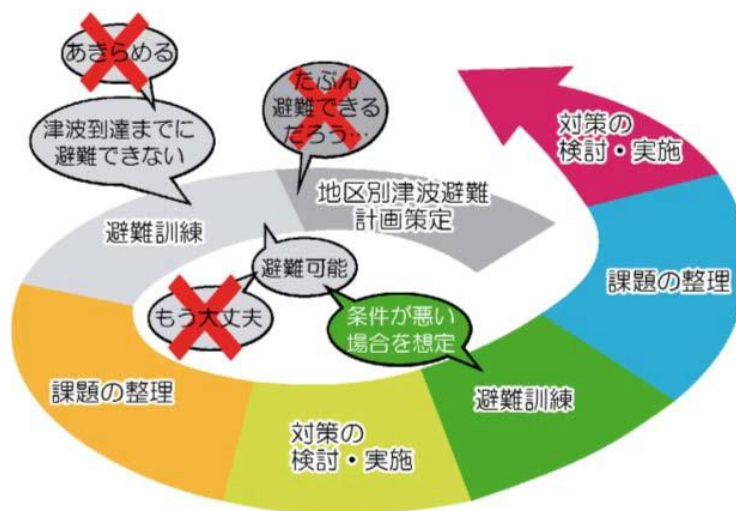 あきらめる
津波到達までに
避難できない
たぶん
避難できる
だろう…
地区別津波避難
計画策定
避難訓練
避難可能
もう大丈夫
条件が悪い
場合を想定
課題の整理
対策の
検討・実施
避難訓練
課題の整理
対策の
検討・実施